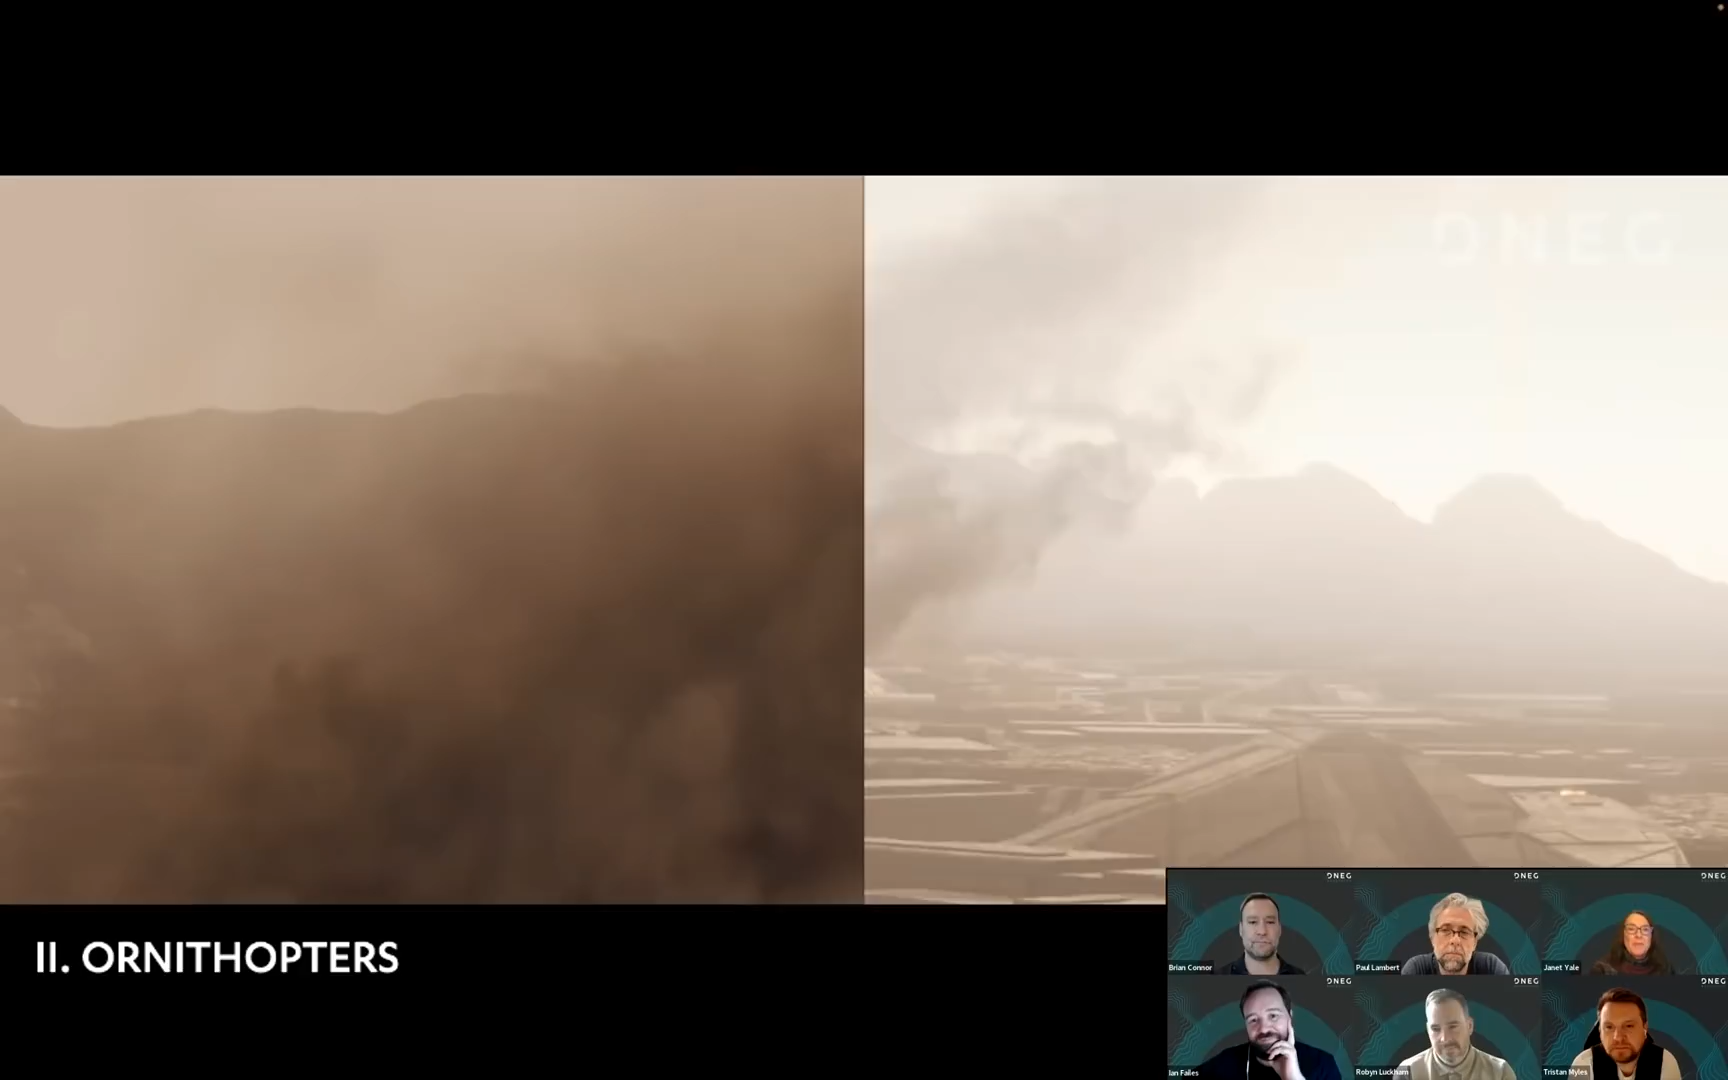 DNEG
II. ORNITHOPTERS
DNEG
DNEG
DNEG
Brian Connor
Paul Lambert
Janet Yale
DNEG
DNEG
DNEG
Ian Failes
Robyn Luckham
Tristan Myles